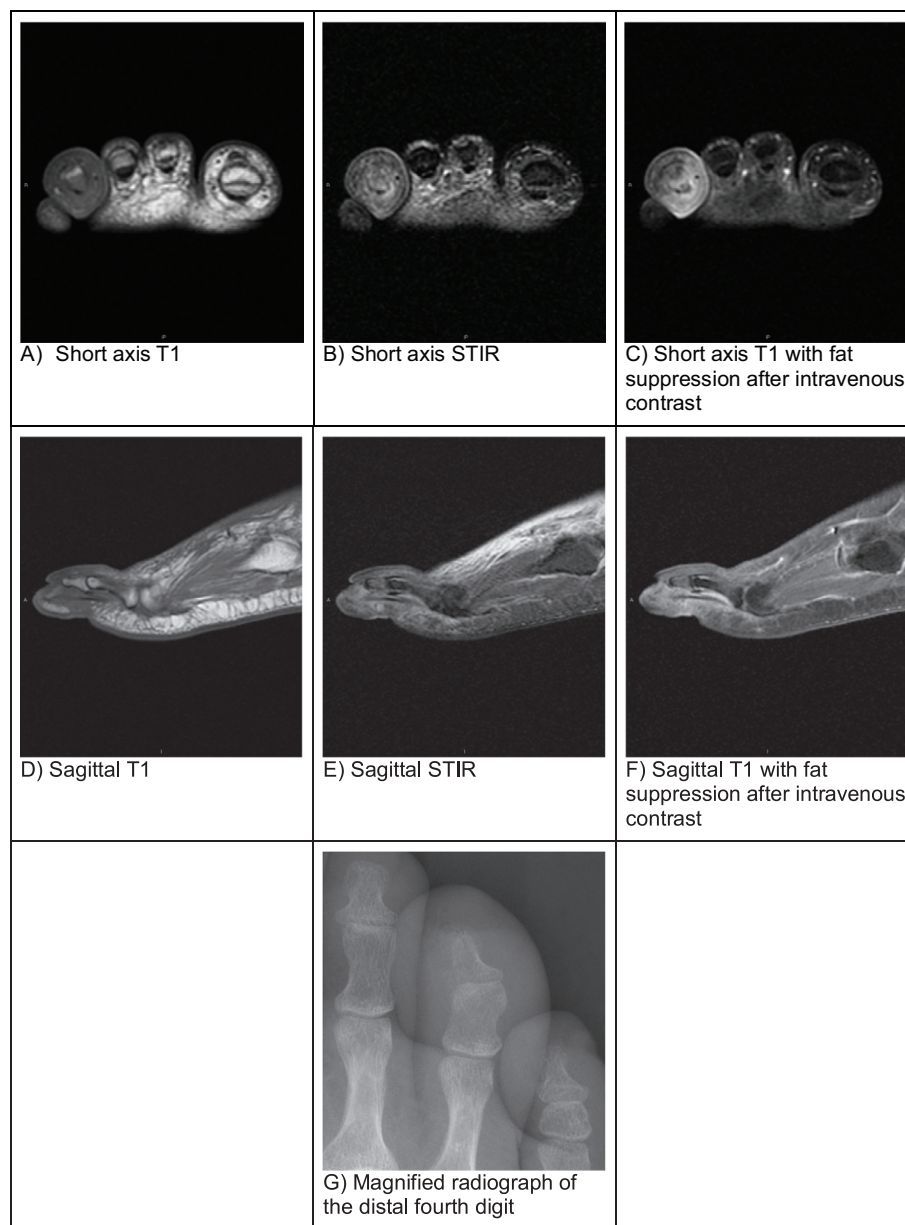 A) Short axis T1
B) Short axis STIR
C) Short axis T1 with fat
suppression after intravenous
contrast
D) Sagittal T1
E) Sagittal STIR
F) Sagittal T1 with fat
suppression after intravenous
contrast
G) Magnified radiograph of
the distal fourth digit